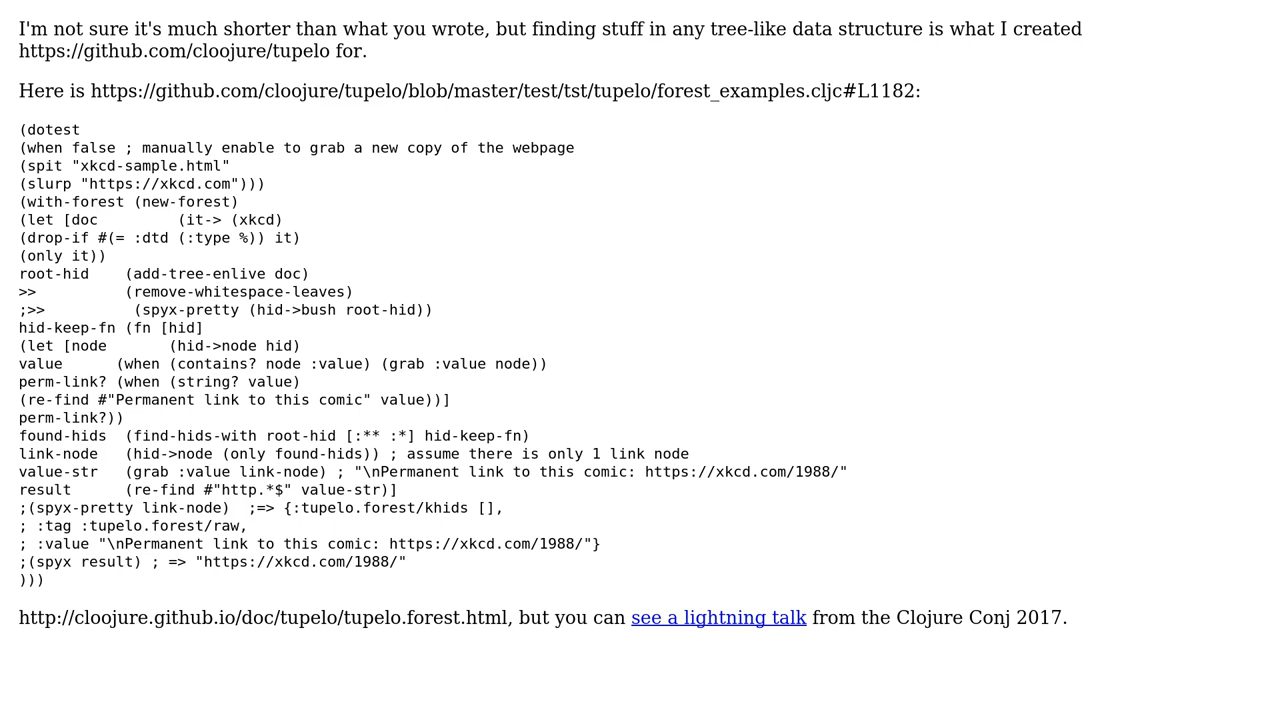 I'm not sure it's much shorter than what you wrote, but finding stuff in any tree-like data structure is what I created
https://github.com/cloojure/tupelo for.
Here is https://github.com/cloojure/tupelo/blob/master/test/tst/tupelo/forest_examples.cljc#L1182:
(dotest
(when false ; manually enable to grab a new copy of the webpage
(spit "xkcd-sample.html"
(slurp "https://xkcd.com")))
(with-forest (new-forest)
(let [doc         (it-> (xkcd)
(drop-if #(= :dtd (:type %)) it)
(only it))
root-hid    (add-tree-enlive doc)
>>          (remove-whitespace-leaves)
;>>          (spyx-pretty (hid->bush root-hid))
hid-keep-fn (fn [hid]
(let [node       (hid->node hid)
value      (when (contains? node :value) (grab :value node))
perm-link? (when (string? value)
(re-find #"Permanent link to this comic" value))]
perm-link?))
found-hids  (find-hids-with root-hid [:** :*] hid-keep-fn)
link-node   (hid->node (only found-hids)) ; assume there is only 1 link node
value-str   (grab :value link-node) ; "\nPermanent link to this comic: https://xkcd.com/1988/"
result      (re-find #"http.*$" value-str)]
;(spyx-pretty link-node)  ;=> {:tupelo.forest/khids [],
; :tag :tupelo.forest/raw,
; :value "\nPermanent link to this comic: https://xkcd.com/1988/"}
;(spyx result) ; => "https://xkcd.com/1988/"
)))
http://cloojure.github.io/doc/tupelo/tupelo.forest.html, but you can see a lightning talk from the Clojure Conj 2017.